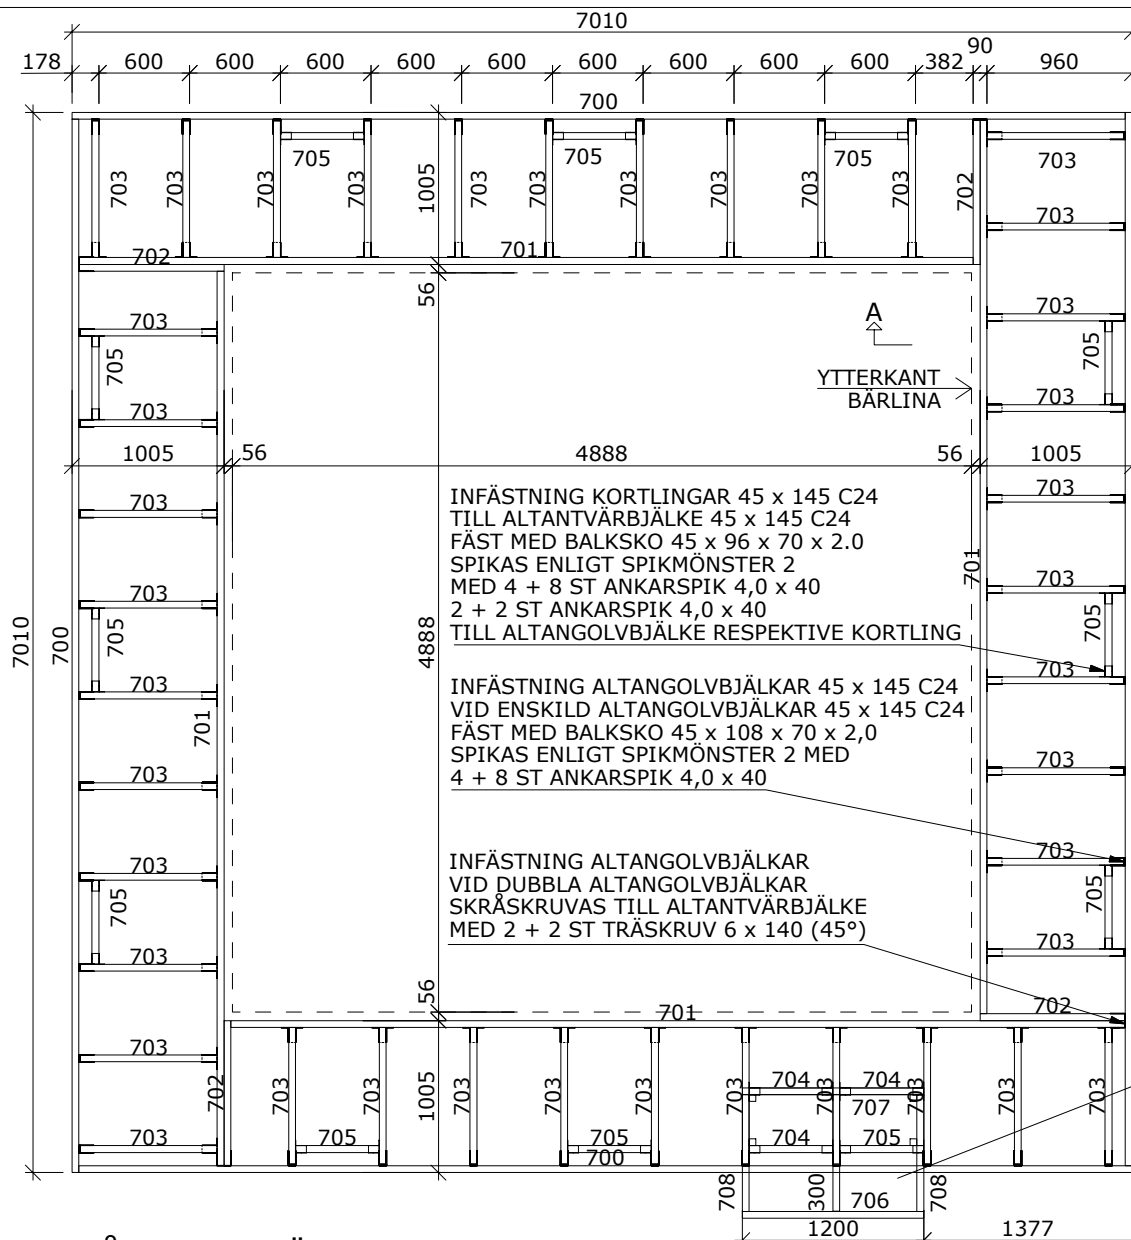 7010
90
178 600 600 600 600 600 600 600 600 600 382 960
700
705 705 705
703 703 703 703 1005 703 703 703 703 703 703 702 703
703
702 701
56
703 703
A
705 705
YTTERKANT
BÄRLINA
703 703
1005 56 4888 56 1005
703 703
INFÄSTNING KORTLINGAR 45 x 145 C24
TILL ALTANTVÄRBJÄLKE 45 x 145 C24
FÄST MED BALKSKO 45 x 96 x 70 x 2.0
SPIKAS ENLIGT SPIKMÖNSTER 2
MED 4 + 8 ST ANKARSPIK 4,0 x 40
2 + 2 ST ANKARSPIK 4,0 x 40
TILL ALTANGOLVBJÄLKE RESPEKTIVE KORTLING
701
703 703
7010 700 705 4888 705
703 703
701
INFÄSTNING ALTANGOLVBJÄLKAR 45 x 145 C24
VID ENSKILD ALTANGOLVBJÄLKAR 45 x 145 C24
FÄST MED BALKSKO 45 x 108 x 70 x 2,0
SPIKAS ENLIGT SPIKMÖNSTER 2 MED
4 + 8 ST ANKARSPIK 4,0 x 40
703 703
703 703
705 705
INFÄSTNING ALTANGOLVBJÄLKAR
VID DUBBLA ALTANGOLVBJÄLKAR
SKRÅSKRUVAS TILL ALTANTVÄRBJÄLKE
MED 2 + 2 ST TRÄSKRUV 6 x 140 (45°)
703 703
56 701 702
703
702 703 703 1005 703 703 703 703 703 703 703 703
704 704
707
703 705 705 704 705
700
708 300 706 708
1200 1377